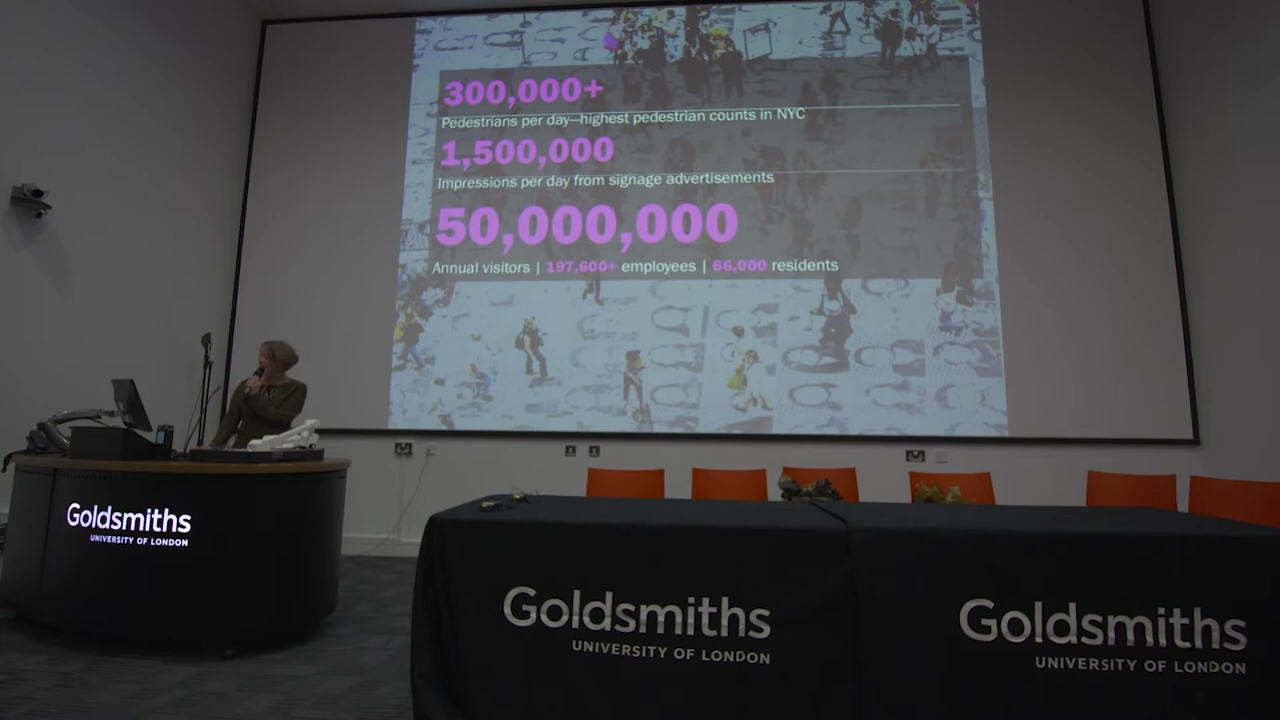 300,000+
Pedestrians per day—highest pedestrian counts in NYC
1,500,000
Impressions per day from signage advertisements
50,000,000
Annual visitors | 197,600+ employees | 66,000 residents
Goldsmiths
UNIVERSITY OF LONDON
Goldsmiths
UNIVERSITY OF LONDON
Goldsmiths
UNIVERSITY OF LONDON